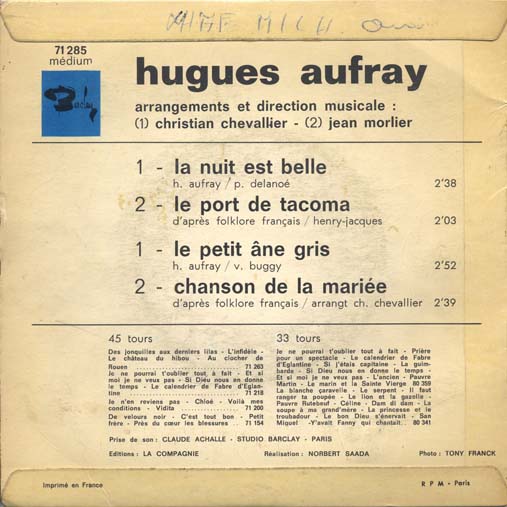 71 285
médium
Barclay
hugues aufray
arrangements et direction musicale :
(1) christian chevallier - (2) jean morlier
1 - la nuit est belle
h. aufray / p. delanoé 2'38
2 - le port de tacoma
d'après folklore français / henry-jacques 2'03
1 - le petit âne gris
h. aufray / v. buggy 2'52
2 - chanson de la mariée
d'après folklore français / arrangt ch. chevallier 2'39
45 tours
Des jonquilles aux derniers lilas - L'infidèle -
Le château du hibou - Au clocher de
Rouen 71 263
Je ne pourrai t'oublier tout à fait - Et si
moi je ne veux pas - Si Dieu nous en donne
le temps - Le calendrier de Fabre d'Eglan-
tine 71 218
Je n'en reviens pas - Chloé - Voilà mes
conditions - Vidita 71 200
De velours noir - C'est tout bon - Petit
frère - Près du cœur les blessures 71 154
33 tours
Je ne pourrai t'oublier tout à fait - Prière
pour un spectacle - Le calendrier de Fabre
d'Eglantine - Si j'étais capitaine - La guim-
barde - Si Dieu nous en donne le temps -
Et si moi je ne veux pas - L'ancien - Pauvre
Martin - Le marin et la Sainte Vierge 80 359
La blanche caravelle - Le serpent - Il faut
ranger ta poupée - Le lion et la gazelle -
Pauvre Rutebeuf - Céline - Dam di dam - La
soupe à ma grand'mère - La princesse et le
troubadour - Le bon Dieu s'énervait - San
Miguel - Y'avait Fanny qui chantait 80 341
Prise de son : CLAUDE ACHALLE - STUDIO BARCLAY - PARIS
Editions : LA COMPAGNIE Réalisation : NORBERT SAADA Photo : TONY FRANCK
Imprimé en France R P M - Paris